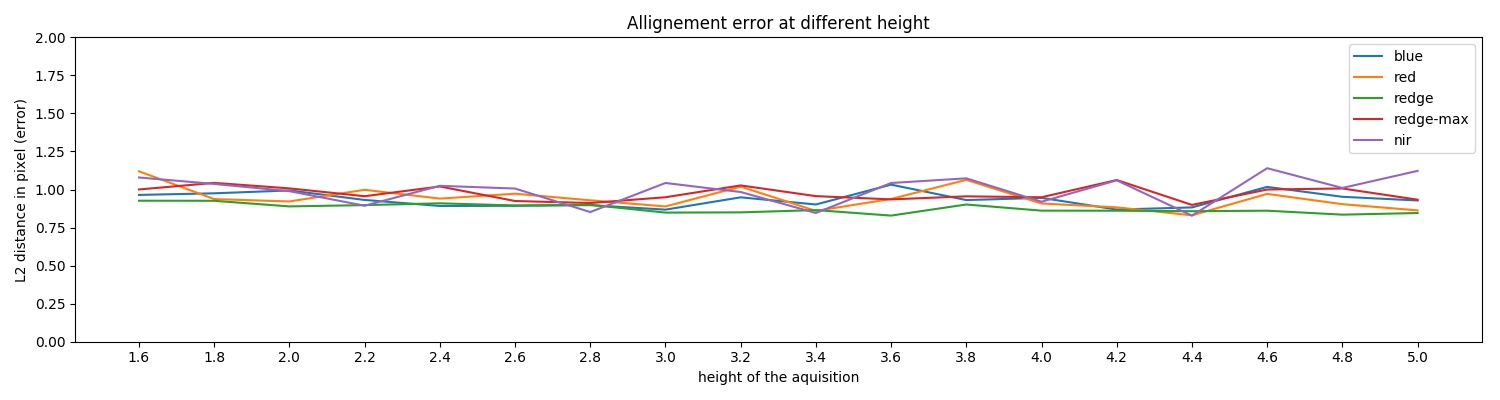 Allignement error at different height
L2 distance in pixel (error)
2.00
1.75
1.50
1.25
1.00
0.75
0.50
0.25
0.00
blue
red
redge
redge-max
nir
1.6 1.8 2.0 2.2 2.4 2.6 2.8 3.0 3.2 3.4 3.6 3.8 4.0 4.2 4.4 4.6 4.8 5.0
height of the aquisition